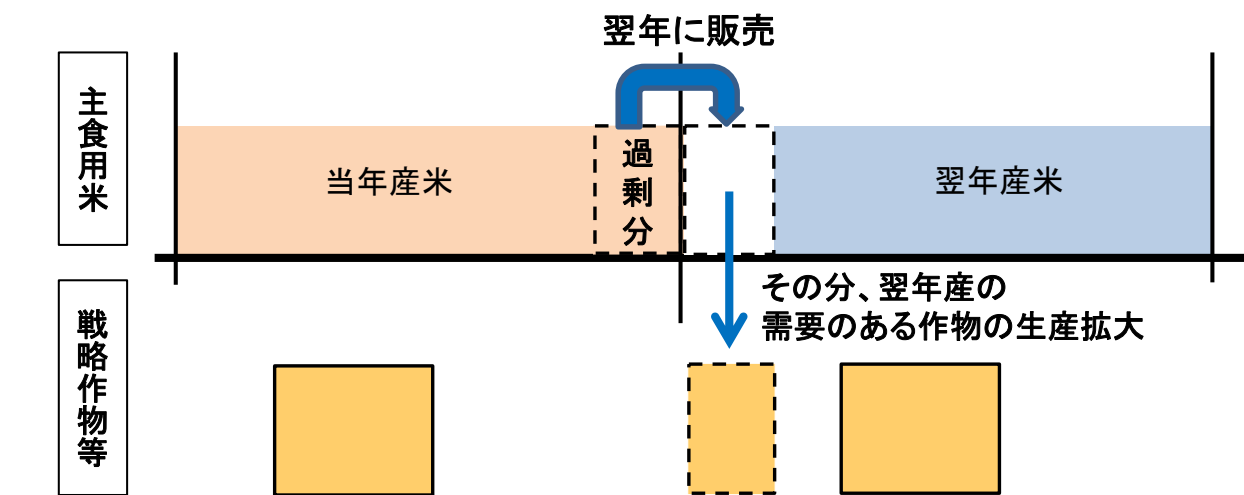 翌年に販売
主食用米
当年産米
過剰分
翌年産米
その分、翌年産の
需要のある作物の生産拡大
戦略作物等